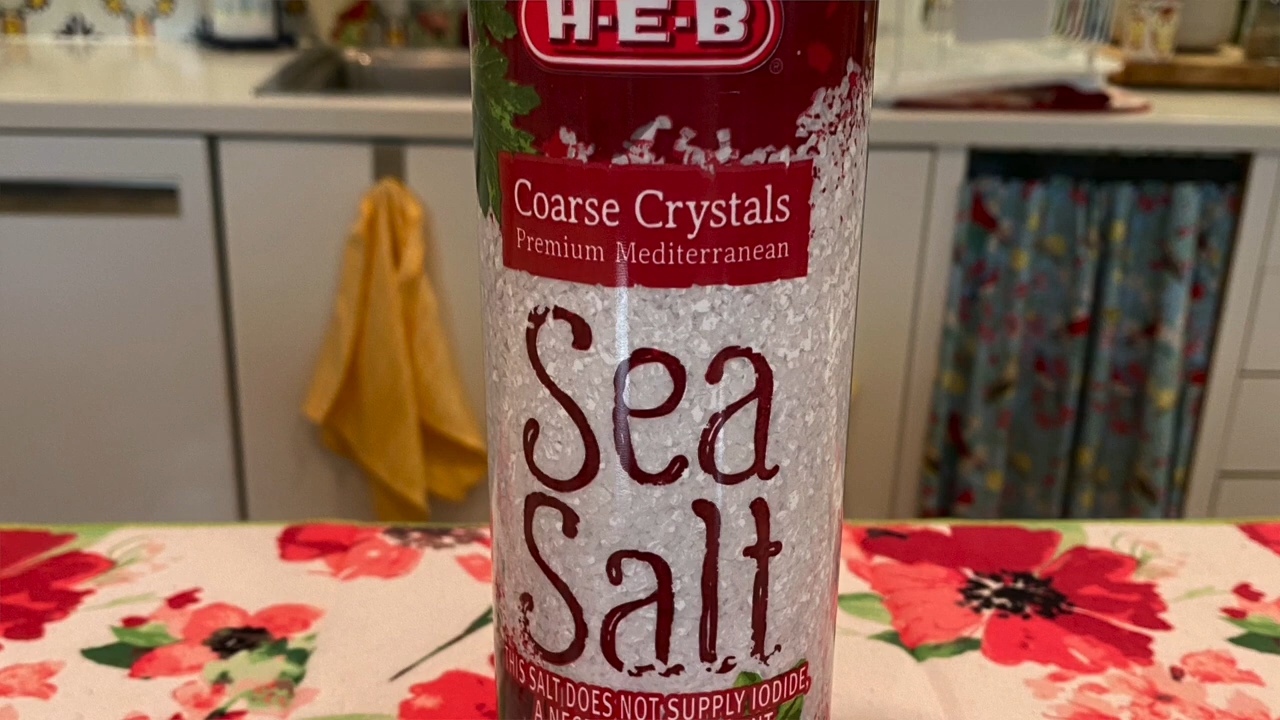 H-E-B
®
Coarse Crystals
Premium Mediterranean
Sea
Salt
THIS SALT DOES NOT SUPPLY IODIDE,
A